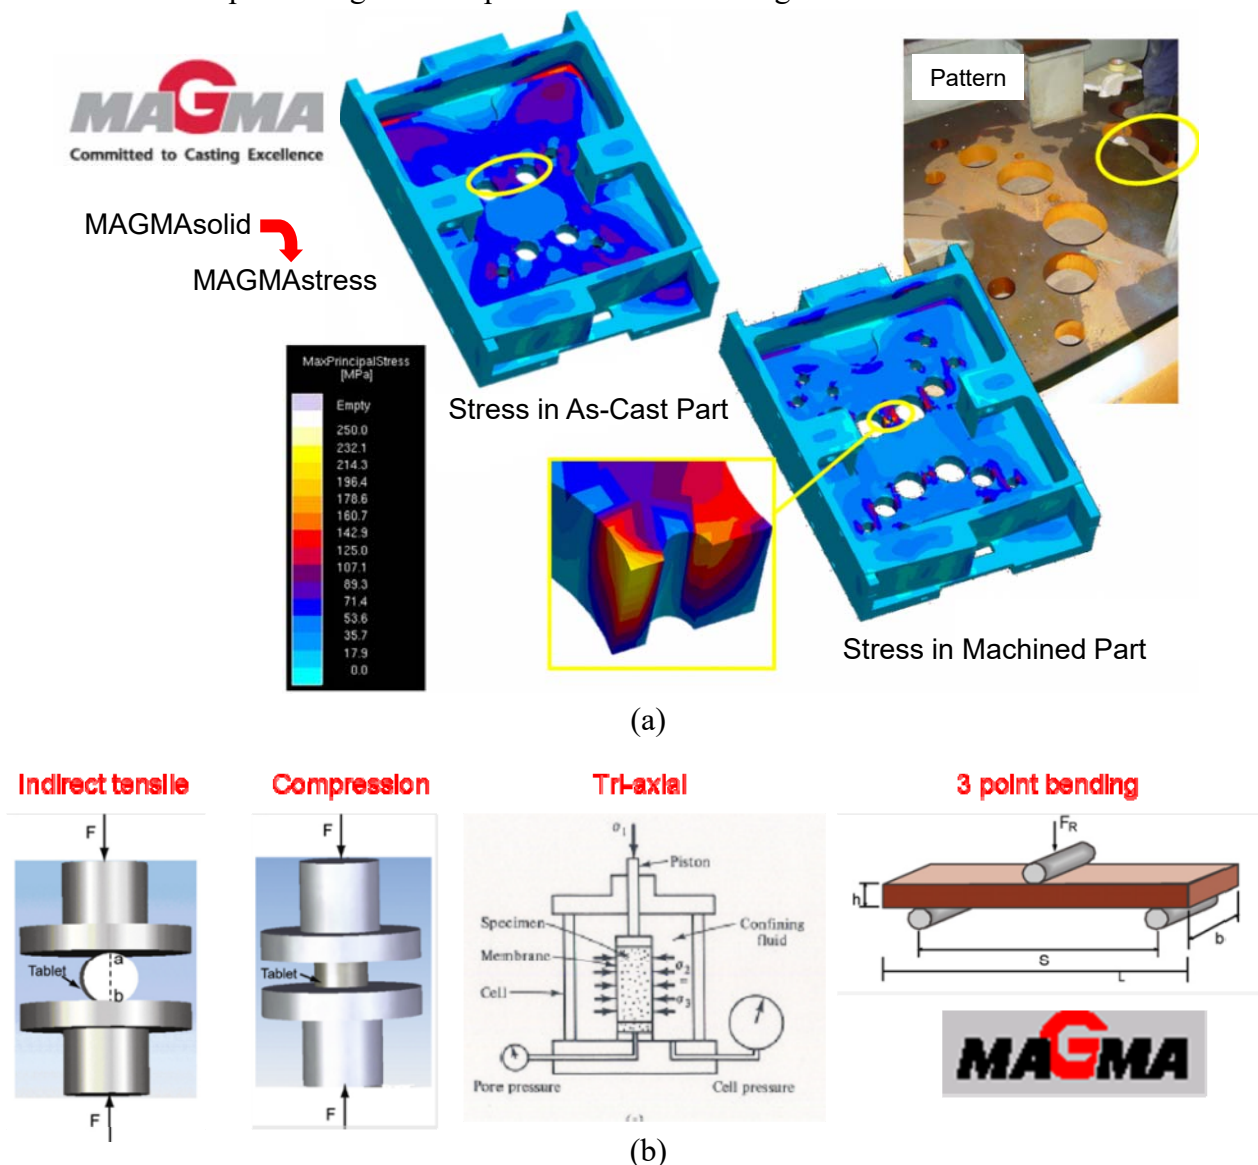 MAGMA
Committed to Casting Excellence
Pattern
MAGMAsolid
MAGMAstress
MaxPrincipalStress
[MPa]
Empty
250.0
232.1
214.3
196.4
178.6
160.7
142.9
125.0
107.1
89.3
71.4
53.6
35.7
17.9
0.0
Stress in As-Cast Part
Stress in Machined Part
(a)
Indirect tensile
F
a
Tablet
b
F
Compression
F
Tablet
F
Tri-axial
σ1
Piston
Specimen
Confining
fluid
Membrane
σ2
=
σ3
Cell
Pore pressure
Cell pressure
3 point bending
FR
h
b
S
L
MAGMA
(b)